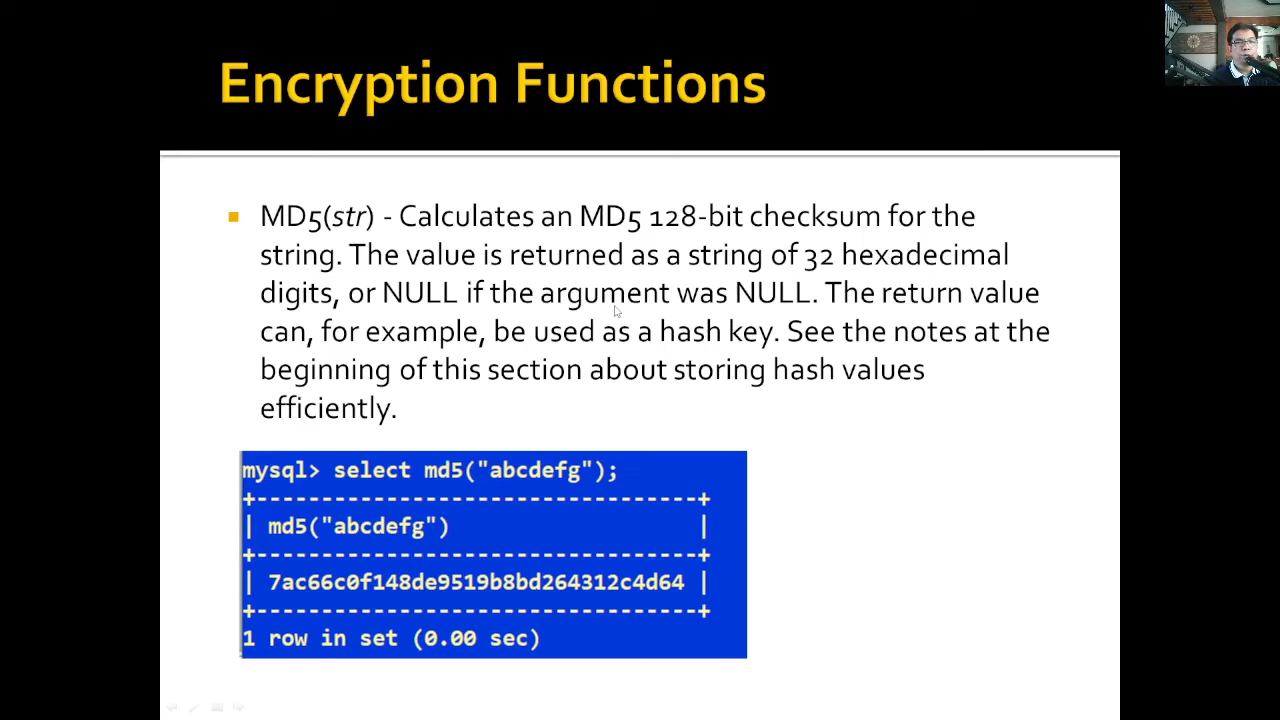 Encryption Functions
MD5(str) - Calculates an MD5 128-bit checksum for the
string. The value is returned as a string of 32 hexadecimal
digits, or NULL if the argument was NULL. The return value
can, for example, be used as a hash key. See the notes at the
beginning of this section about storing hash values
efficiently.
mysql> select md5("abcdefg");
+----------------------------------+
| md5("abcdefg")                   |
+----------------------------------+
| 7ac66c0f148de9519b8bd264312c4d64 |
+----------------------------------+
1 row in set (0.00 sec)